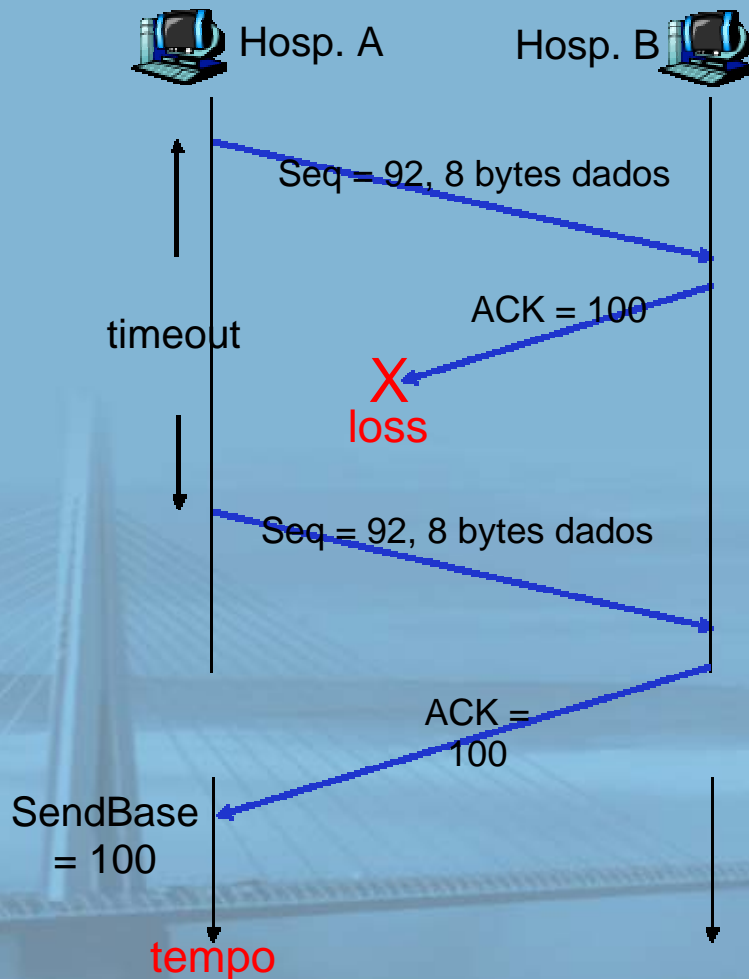 Hosp. A
Hosp. B
Seq = 92, 8 bytes dados
ACK = 100
timeout
X
loss
Seq = 92, 8 bytes dados
ACK =
100
SendBase
= 100
tempo